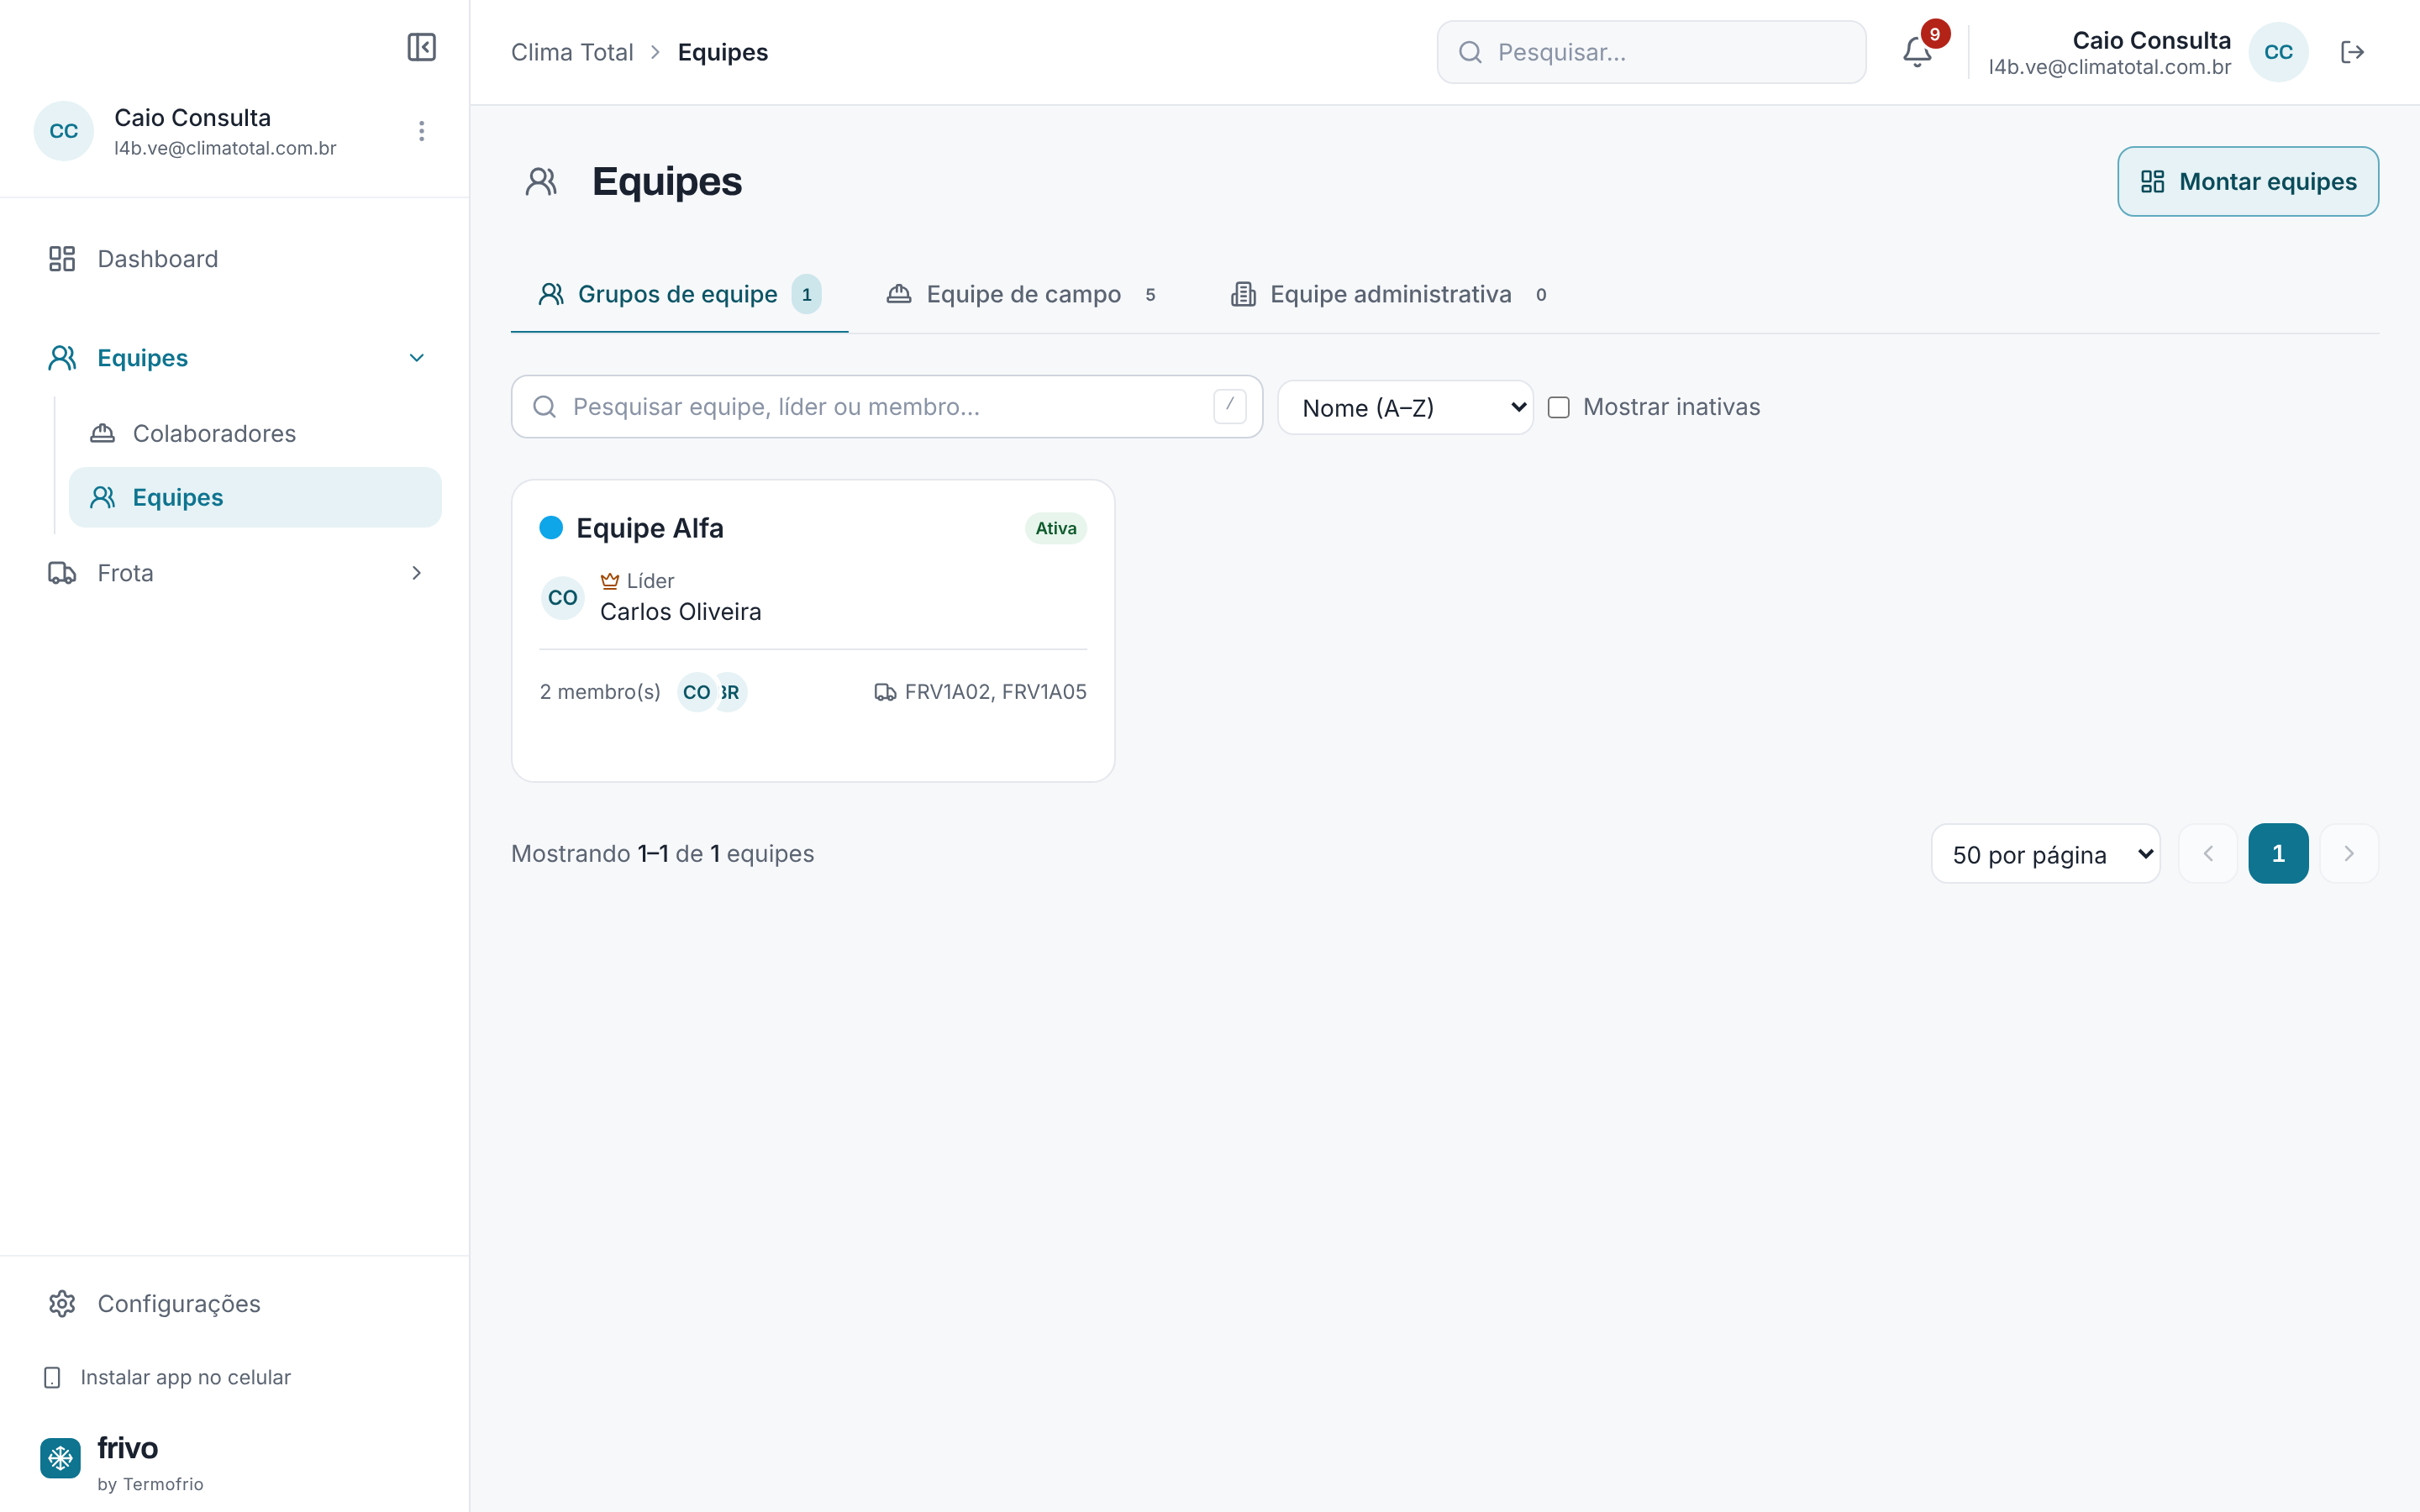 Clima Total > Equipes
Pesquisar...
9
Caio Consulta
l4b.ve@climatotal.com.br
CC
CC
Caio Consulta
l4b.ve@climatotal.com.br
Dashboard
Equipes
Colaboradores
Equipes
Frota
Configurações
Instalar app no celular
frivo
by Termofrio
Equipes
Montar equipes
Grupos de equipe 1
Equipe de campo 5
Equipe administrativa 0
Pesquisar equipe, líder ou membro... /
Nome (A–Z)
Mostrar inativas
Equipe Alfa
Ativa
CO
Líder
Carlos Oliveira
2 membro(s) CO BR
FRV1A02, FRV1A05
Mostrando 1–1 de 1 equipes
50 por página
1